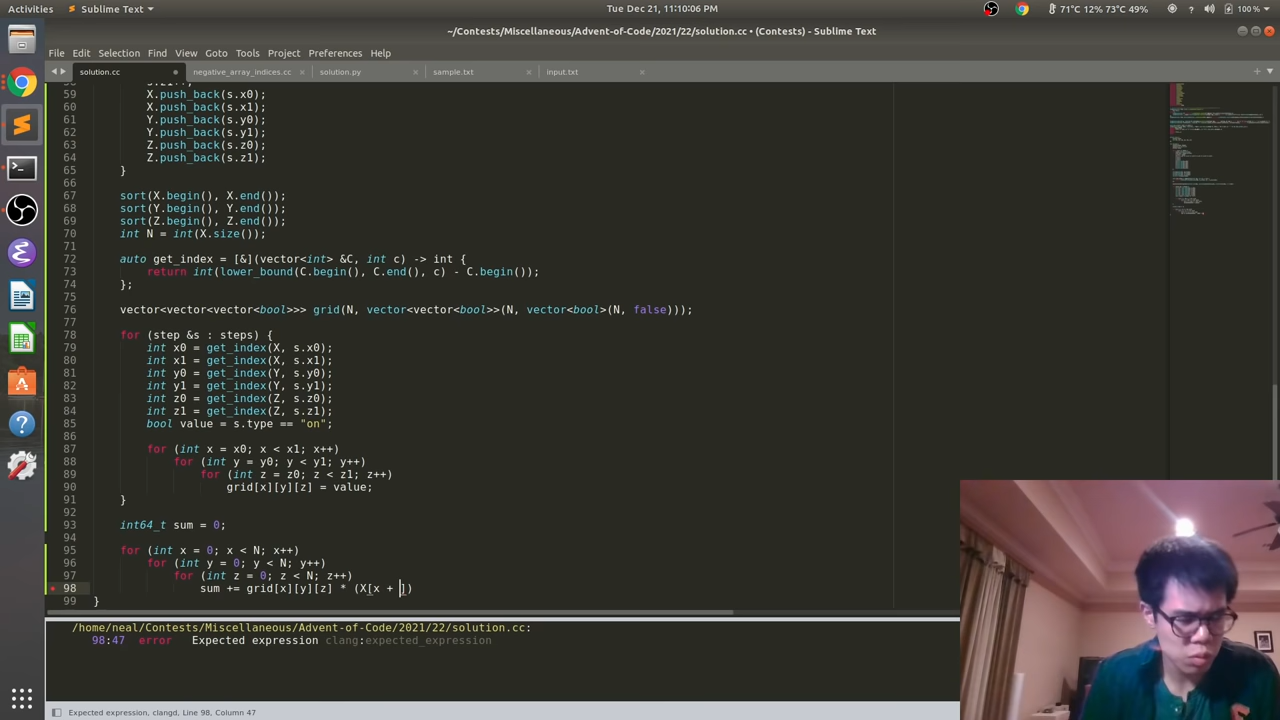 Activities
Sublime Text
Tue Dec 21, 11:10:06 PM
71°C 12% 73°C 49%
100 %
~/Contests/Miscellaneous/Advent-of-Code/2021/22/solution.cc • (Contests) - Sublime Text
File Edit Selection Find View Goto Tools Project Preferences Help
solution.cc negative_array_indices.cc solution.py sample.txt input.txt
59 X.push_back(s.x0);
60 X.push_back(s.x1);
61 Y.push_back(s.y0);
62 Y.push_back(s.y1);
63 Z.push_back(s.z0);
64 Z.push_back(s.z1);
65 }
66
67 sort(X.begin(), X.end());
68 sort(Y.begin(), Y.end());
69 sort(Z.begin(), Z.end());
70 int N = int(X.size());
71
72 auto get_index = [&](vector<int> &C, int c) -> int {
73 return int(lower_bound(C.begin(), C.end(), c) - C.begin());
74 };
75
76 vector<vector<vector<bool>>> grid(N, vector<vector<bool>>(N, vector<bool>(N, false)));
77
78 for (step &s : steps) {
79 int x0 = get_index(X, s.x0);
80 int x1 = get_index(X, s.x1);
81 int y0 = get_index(Y, s.y0);
82 int y1 = get_index(Y, s.y1);
83 int z0 = get_index(Z, s.z0);
84 int z1 = get_index(Z, s.z1);
85 bool value = s.type == "on";
86
87 for (int x = x0; x < x1; x++)
88 for (int y = y0; y < y1; y++)
89 for (int z = z0; z < z1; z++)
90 grid[x][y][z] = value;
91 }
92
93 int64_t sum = 0;
94
95 for (int x = 0; x < N; x++)
96 for (int y = 0; y < N; y++)
97 for (int z = 0; z < N; z++)
98 sum += grid[x][y][z] * (X[x + ])
99 }
/home/neal/Contests/Miscellaneous/Advent-of-Code/2021/22/solution.cc:
98:47 error Expected expression clang:expected_expression
Expected expression, clangd, Line 98, Column 47